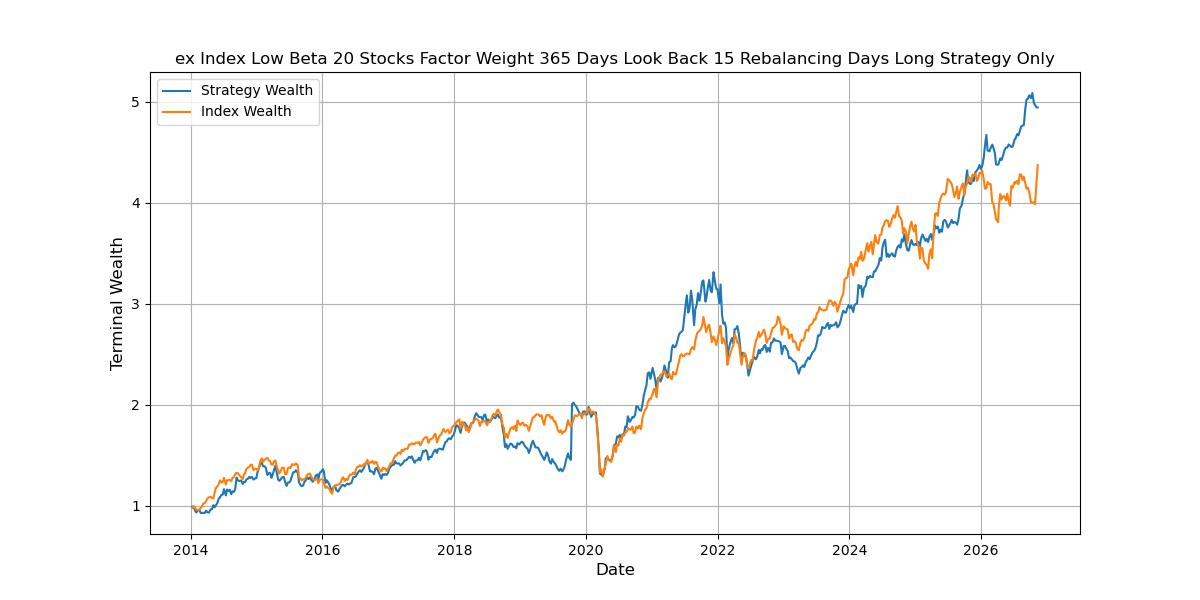 ex Index Low Beta 20 Stocks Factor Weight 365 Days Look Back 15 Rebalancing Days Long Strategy Only
Strategy Wealth
Index Wealth
Terminal Wealth
5
4
3
2
1
2014 2016 2018 2020 2022 2024 2026
Date